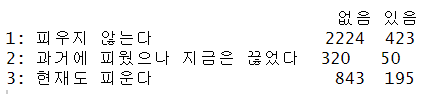 없음 있음
1: 피우지 않는다 2224 423
2: 과거에 피웠으나 지금은 끊었다 320 50
3: 현재도 피운다 843 195